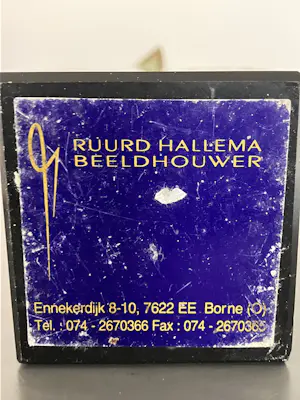 RUURD HALLEMA
BEELDHOUWER
Ennekerdijk 8-10, 7622 EE Borne (O)
Tel. : 074 - 2670366 Fax : 074 - 2670365